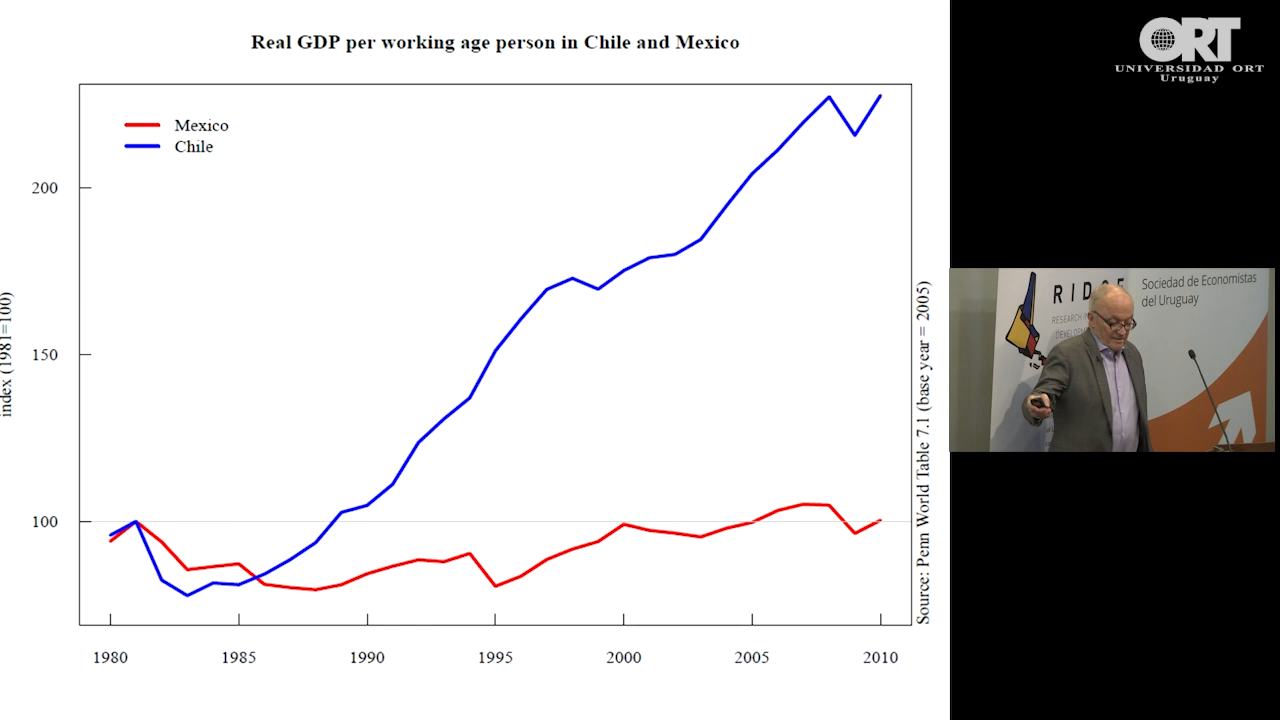 Real GDP per working age person in Chile and Mexico
Mexico
Chile
200
150
100
index (1981=100)
1980
1985
1990
1995
2000
2005
2010
Source: Penn World Table 7.1 (base year = 2005)
ORT
UNIVERSIDAD ORT
Uruguay
RIDGE
RESEARCH
Sociedad de Economistas
del Uruguay